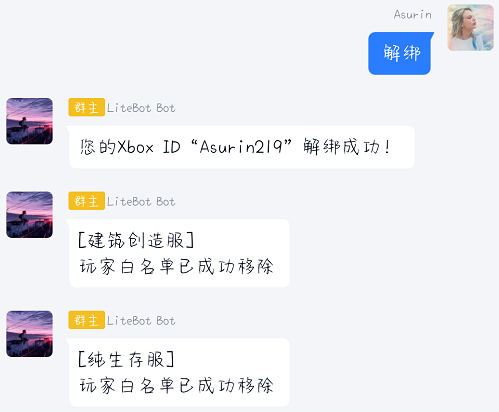 Asurin
解绑
群主 LiteBot Bot
您的Xbox ID“Asurin219”解绑成功！
群主 LiteBot Bot
[建筑创造服]
玩家白名单已成功移除
群主 LiteBot Bot
[纯生存服]
玩家白名单已成功移除